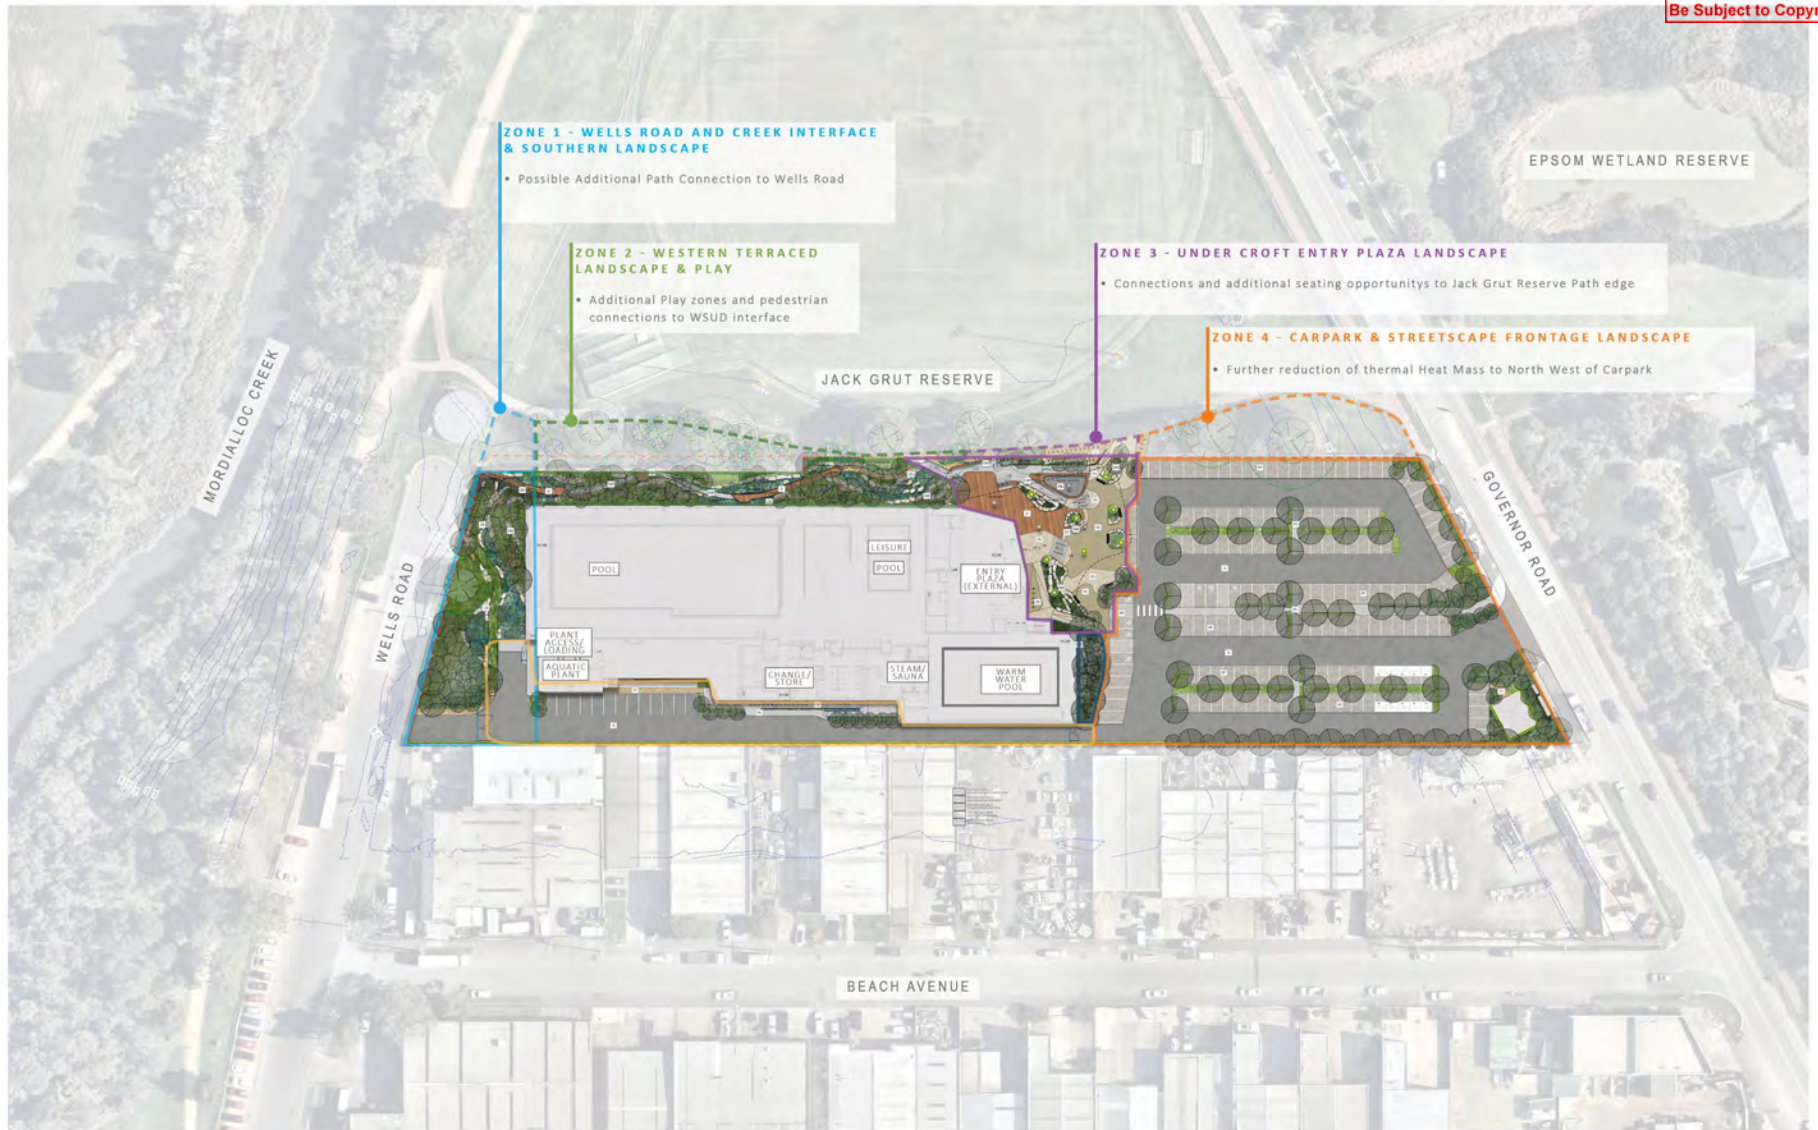 Be Subject to Copyr
ZONE 1 - WELLS ROAD AND CREEK INTERFACE
& SOUTHERN LANDSCAPE
• Possible Additional Path Connection to Wells Road
EPSOM WETLAND RESERVE
ZONE 2 - WESTERN TERRACED
LANDSCAPE & PLAY
• Additional Play zones and pedestrian
connections to WSUD interface
ZONE 3 - UNDER CROFT ENTRY PLAZA LANDSCAPE
• Connections and additional seating opportunitys to Jack Grut Reserve Path edge
ZONE 4 - CARPARK & STREETSCAPE FRONTAGE LANDSCAPE
• Further reduction of thermal Heat Mass to North West of Carpark
JACK GRUT RESERVE
MORDIALLOC CREEK
WELLS ROAD
GOVERNOR ROAD
POOL
LEISURE
POOL
ENTRY
PLAZA
(EXTERNAL)
PLANT
ACCESS/
LOADING
AQUATIC
PLANT
CHANGE/
STORE
STEAM/
SAUNA
WARM
WATER
POOL
BEACH AVENUE